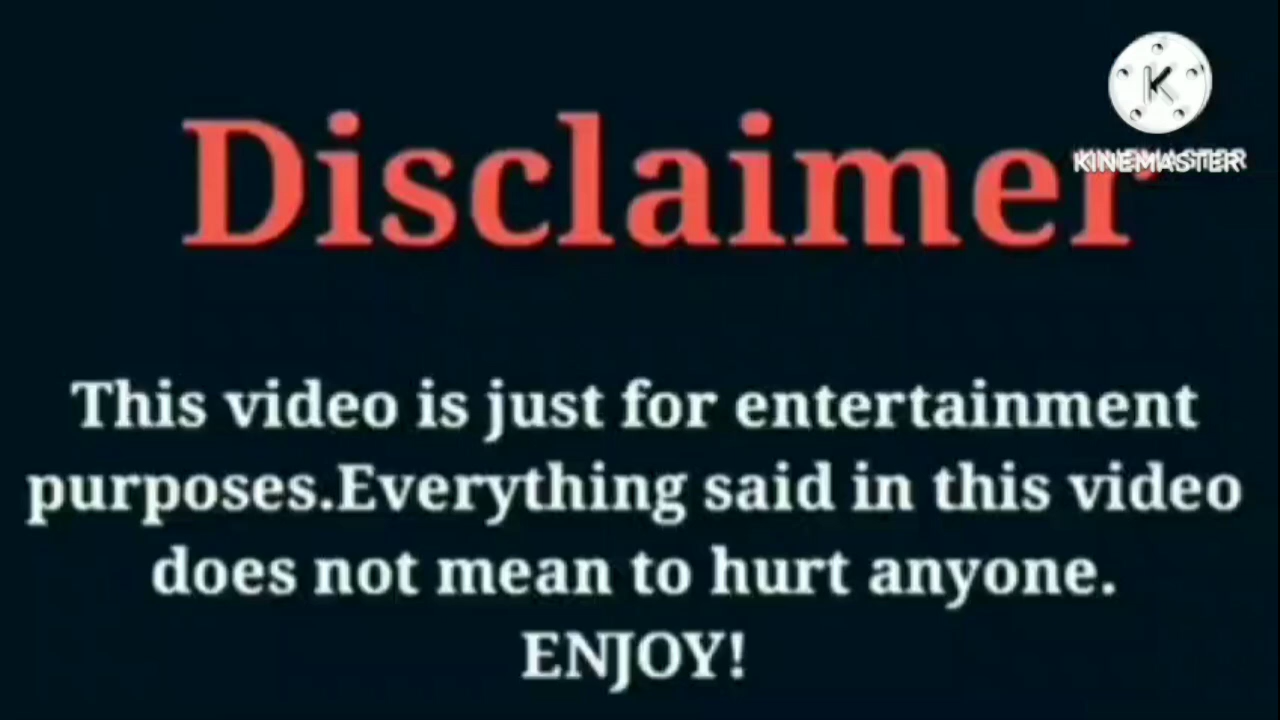 K
KINEMASTER
Disclaimer
This video is just for entertainment
purposes.Everything said in this video
does not mean to hurt anyone.
ENJOY!